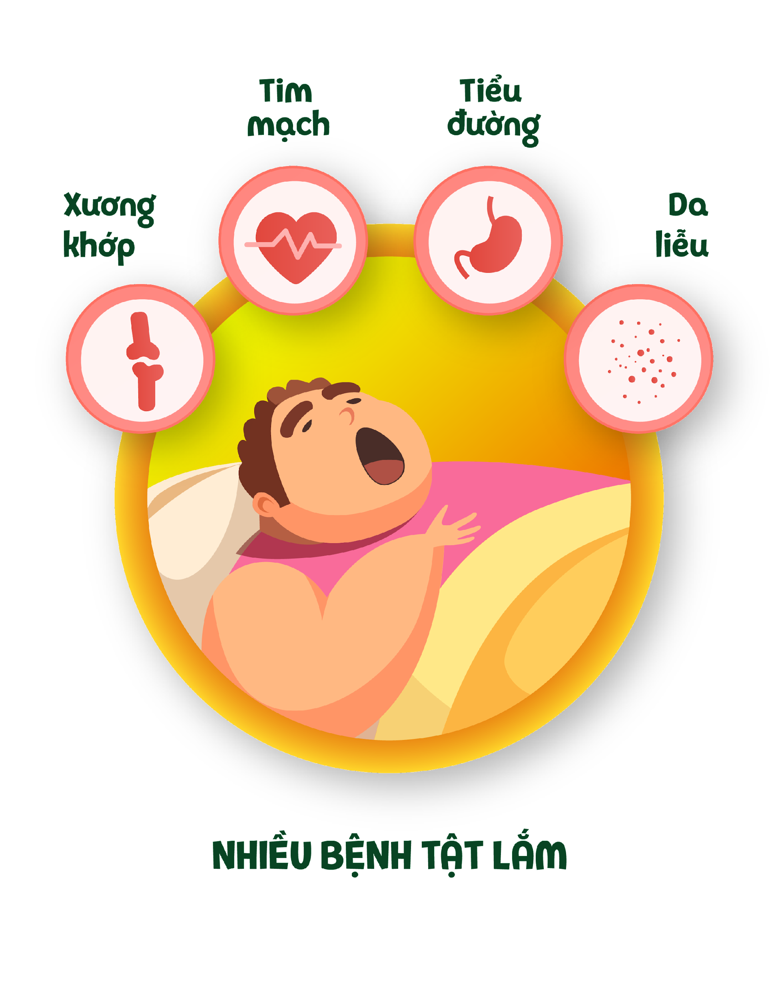 Tim
mạch
Tiểu
đường
Xương
khớp
Da
liễu
NHIỀU BỆNH TẬT LẮM